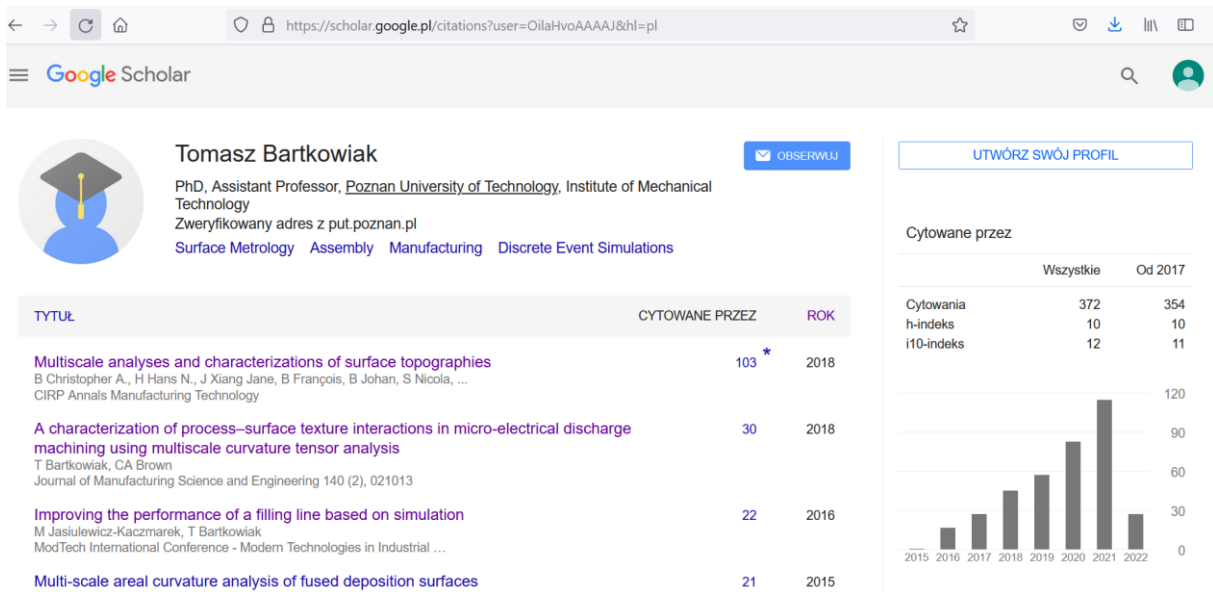 https://scholar.google.pl/citations?user=OilaHvoAAAAJ&hl=pl
Google Scholar
Tomasz Bartkowiak
OBSERWUJ
PhD, Assistant Professor, Poznan University of Technology, Institute of Mechanical
Technology
Zweryfikowany adres z put.poznan.pl
Surface Metrology Assembly Manufacturing Discrete Event Simulations
TYTUŁ CYTOWANE PRZEZ ROK
Multiscale analyses and characterizations of surface topographies 103 * 2018
B Christopher A., H Hans N., J Xiang Jane, B François, B Johan, S Nicola, ...
CIRP Annals Manufacturing Technology
A characterization of process–surface texture interactions in micro-electrical discharge 30 2018
machining using multiscale curvature tensor analysis
T Bartkowiak, CA Brown
Journal of Manufacturing Science and Engineering 140 (2), 021013
Improving the performance of a filling line based on simulation 22 2016
M Jasiulewicz-Kaczmarek, T Bartkowiak
ModTech International Conference - Modern Technologies in Industrial …
Multi-scale areal curvature analysis of fused deposition surfaces 21 2015
UTWÓRZ SWÓJ PROFIL
Cytowane przez
Wszystkie Od 2017
Cytowania 372 354
h-indeks 10 10
i10-indeks 12 11
120
90
60
30
0
2015 2016 2017 2018 2019 2020 2021 2022